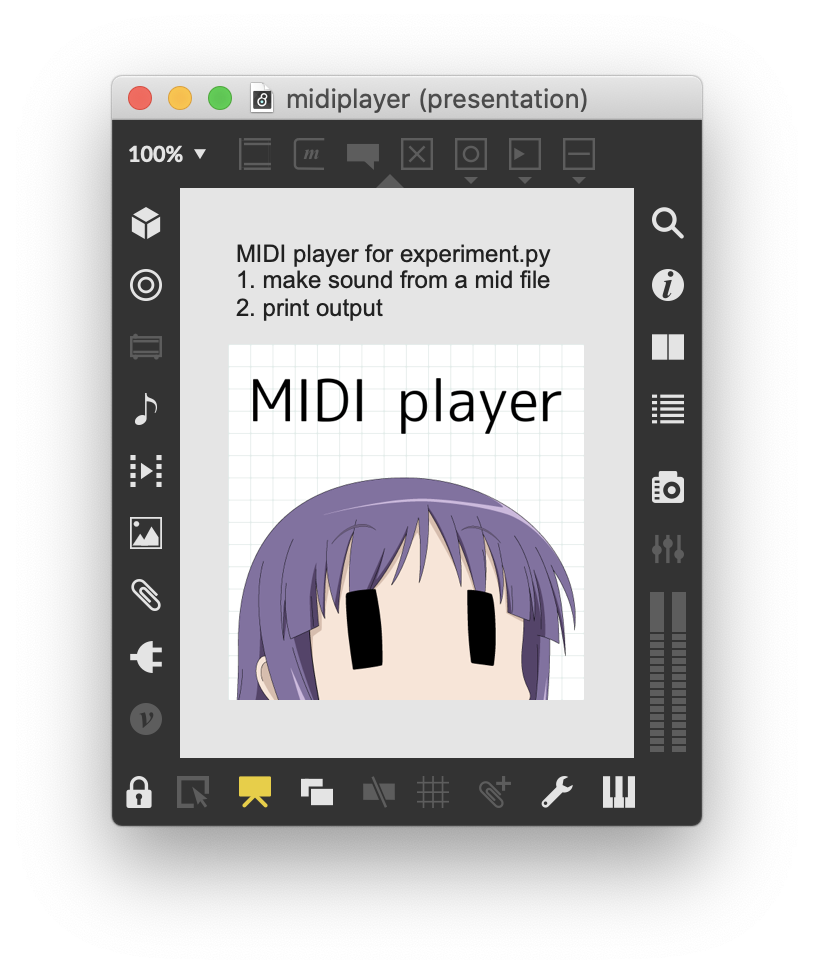 midiplayer (presentation)
100%
m
MIDI player for experiment.py
1. make sound from a mid file
2. print output
MIDI player
i
v